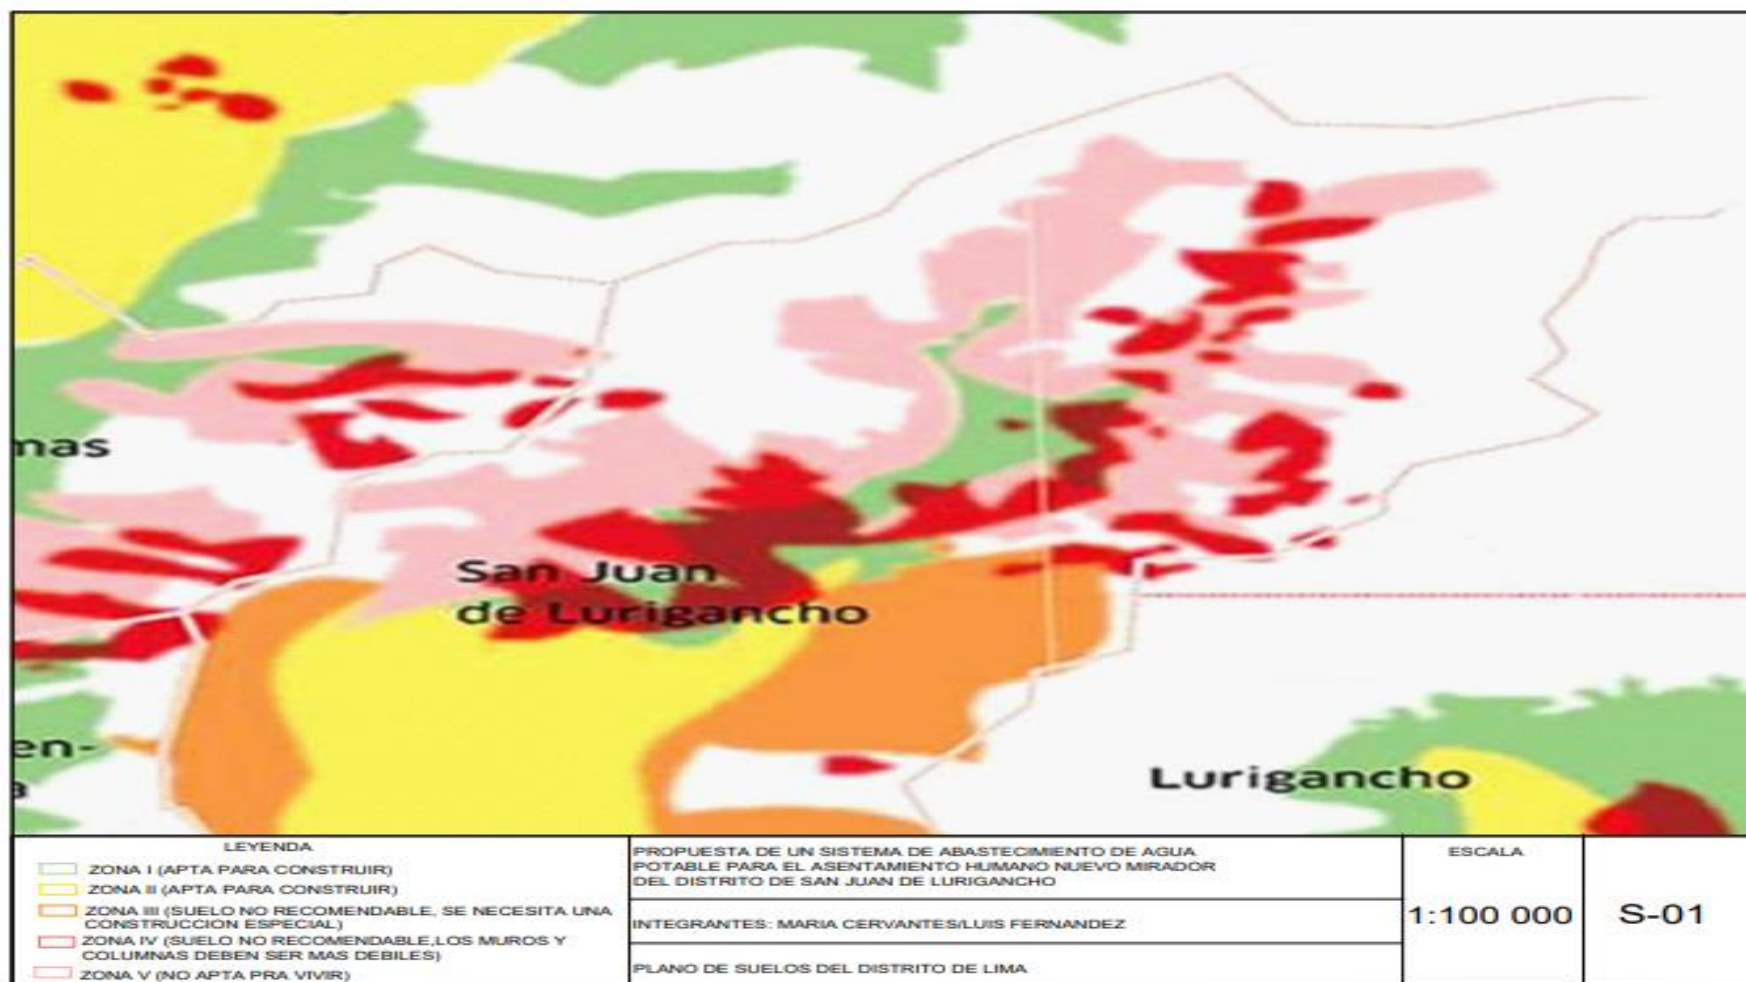 mas
San Juan
de Lurigancho
en-
a
Lurigancho
LEYENDA
ZONA I (APTA PARA CONSTRUIR)
ZONA II (APTA PARA CONSTRUIR)
ZONA III (SUELO NO RECOMENDABLE, SE NECESITA UNA
CONSTRUCCION ESPECIAL)
ZONA IV (SUELO NO RECOMENDABLE,LOS MUROS Y
COLUMNAS DEBEN SER MAS DEBILES)
ZONA V (NO APTA PRA VIVIR)
PROPUESTA DE UN SISTEMA DE ABASTECIMIENTO DE AGUA
POTABLE PARA EL ASENTAMIENTO HUMANO NUEVO MIRADOR
DEL DISTRITO DE SAN JUAN DE LURIGANCHO
INTEGRANTES: MARIA CERVANTES/LUIS FERNANDEZ
PLANO DE SUELOS DEL DISTRITO DE LIMA
ESCALA
1:100 000
S-01